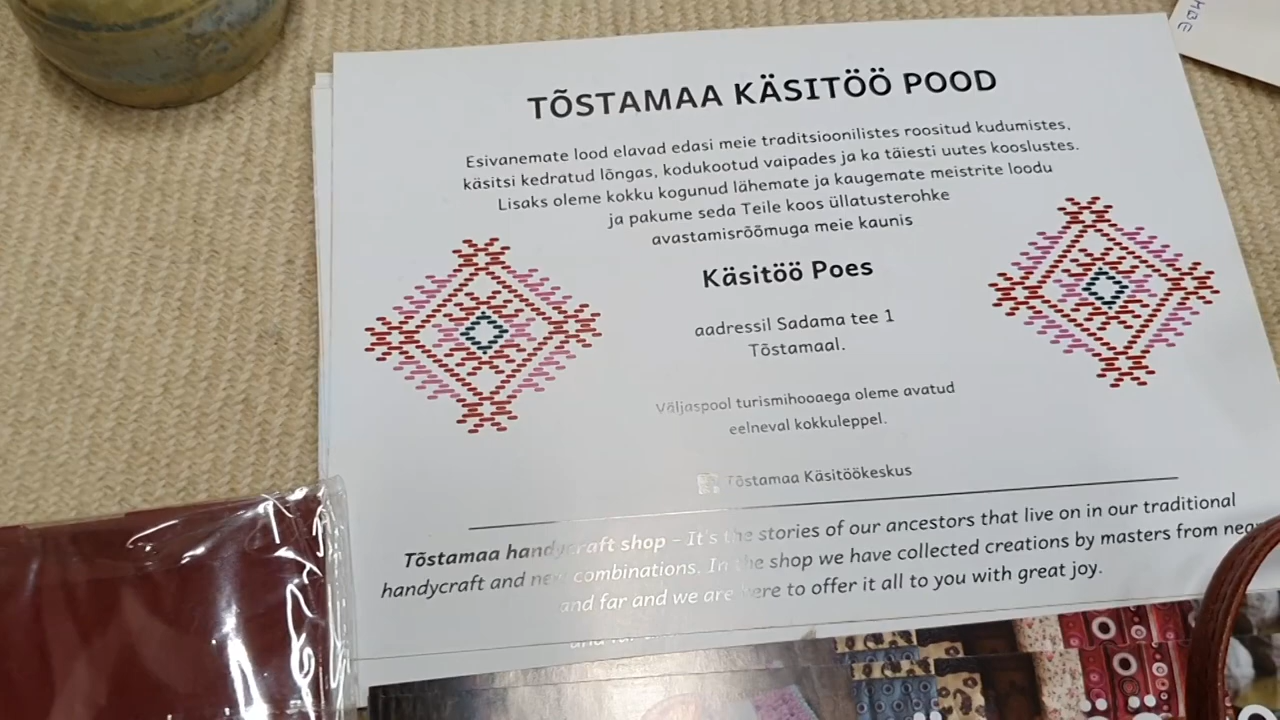 TÕSTAMAA KÄSITÖÖ POOD
Esivanemate lood elavad edasi meie traditsioonilistes roositud kudumistes,
käsitsi kedratud lõngas, kodukootud vaipades ja ka täiesti uutes kooslustes.
Lisaks oleme kokku kogunud lähemate ja kaugemate meistrite loodu
ja pakume seda Teile koos üllatusterohke
avastamisrõõmuga meie kaunis
Käsitöö Poes
aadressil Sadama tee 1
Tõstamaal.
Väljaspool turismihooaega oleme avatud
eelneval kokkuleppel.
Tõstamaa Käsitöökeskus
Tõstamaa handycraft shop – It's the stories of our ancestors that live on in our traditional
handycraft and new combinations. In the shop we have collected creations by masters from near
and far and we are here to offer it all to you with great joy.